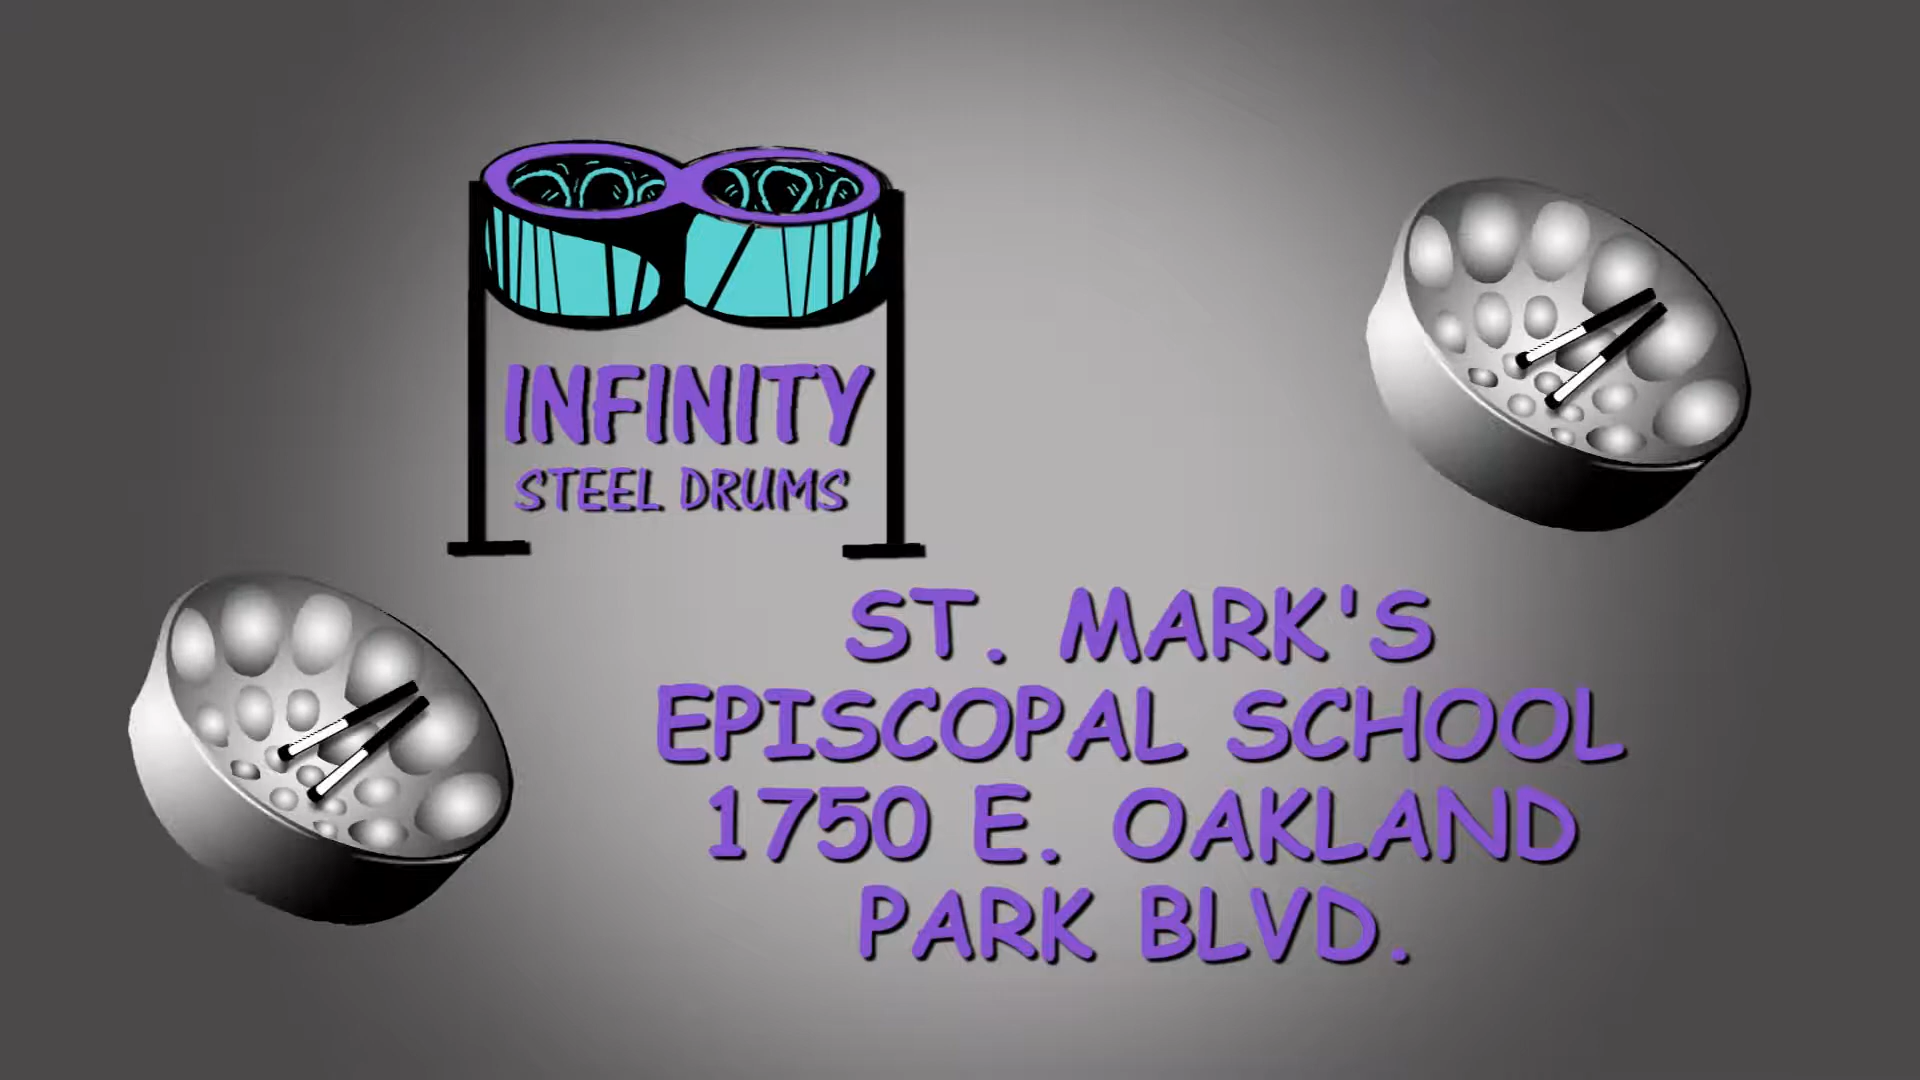 INFINITY
STEEL DRUMS
ST. MARK'S
EPISCOPAL SCHOOL
1750 E. OAKLAND
PARK BLVD.